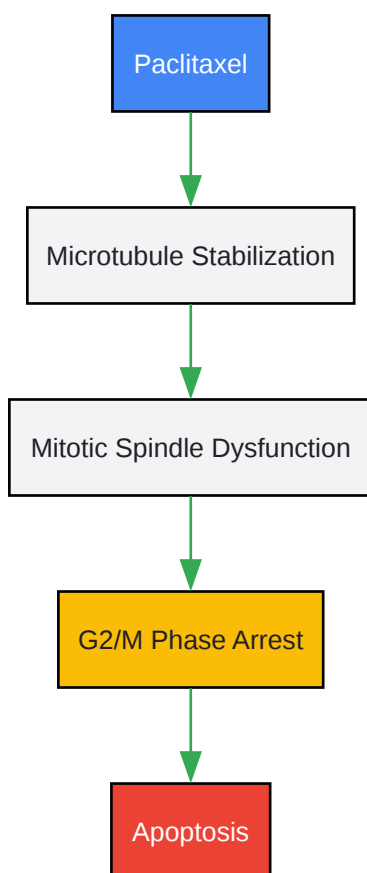 Paclitaxel
Microtubule Stabilization
Mitotic Spindle Dysfunction
G2/M Phase Arrest
Apoptosis